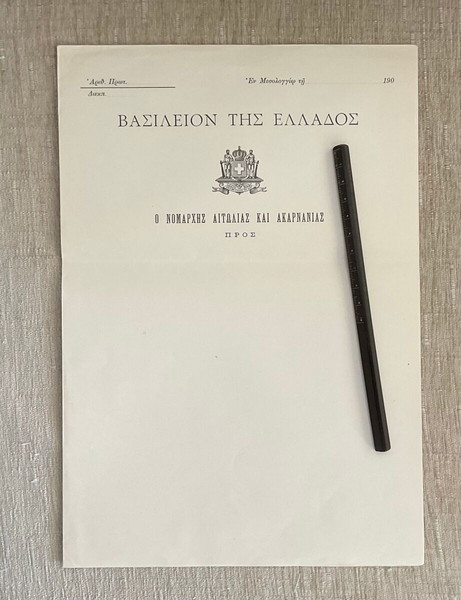 Ἀριθ. Πρωτ. Ἐν Μεσολογγίῳ τῇ 190
Διεκπ.
ΒΑΣΙΛΕΙΟΝ ΤΗΣ ΕΛΛΑΔΟΣ
Ο ΝΟΜΑΡΧΗΣ ΑΙΤΩΛΙΑΣ ΚΑΙ ΑΚΑΡΝΑΝΙΑΣ
ΠΡΟΣ